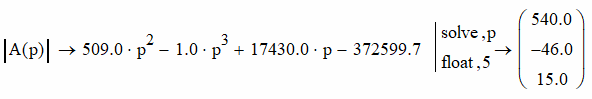 |A(p)| → 509.0 · p² − 1.0 · p³ + 17430.0 · p − 372599.7 | solve ,p float ,5 → ( 540.0 −46.0 15.0 )